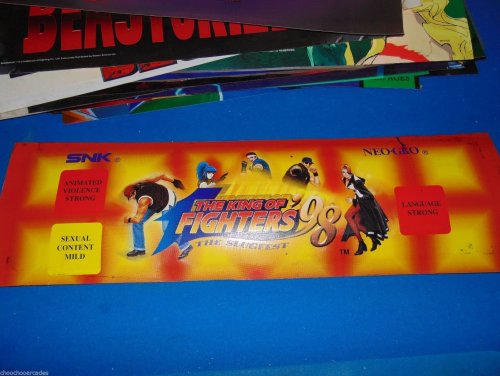 SNK ®
NEO•GEO ®
ANIMATED
VIOLENCE
STRONG
SEXUAL
CONTENT
MILD
THE KING OF
FIGHTERS '98
THE SLUGFEST
TM
LANGUAGE
STRONG
choochooercades